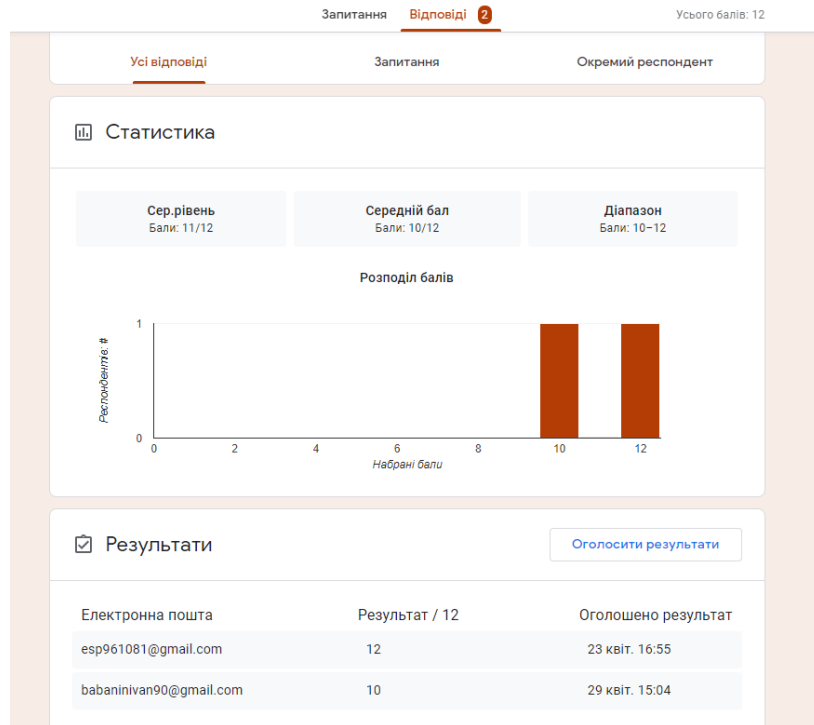 Запитання Відповіді 2 Усього балів: 12
Усі відповіді Запитання Окремий респондент
Статистика
Сер.рівень Середній бал Діапазон
Бали: 11/12 Бали: 10/12 Бали: 10–12
Розподіл балів
Респондентів: #
1
0
0 2 4 6 8 10 12
Набрані бали
Результати Оголосити результати
Електронна пошта Результат / 12 Оголошено результат
esp961081@gmail.com 12 23 квіт. 16:55
babaninivan90@gmail.com 10 29 квіт. 15:04